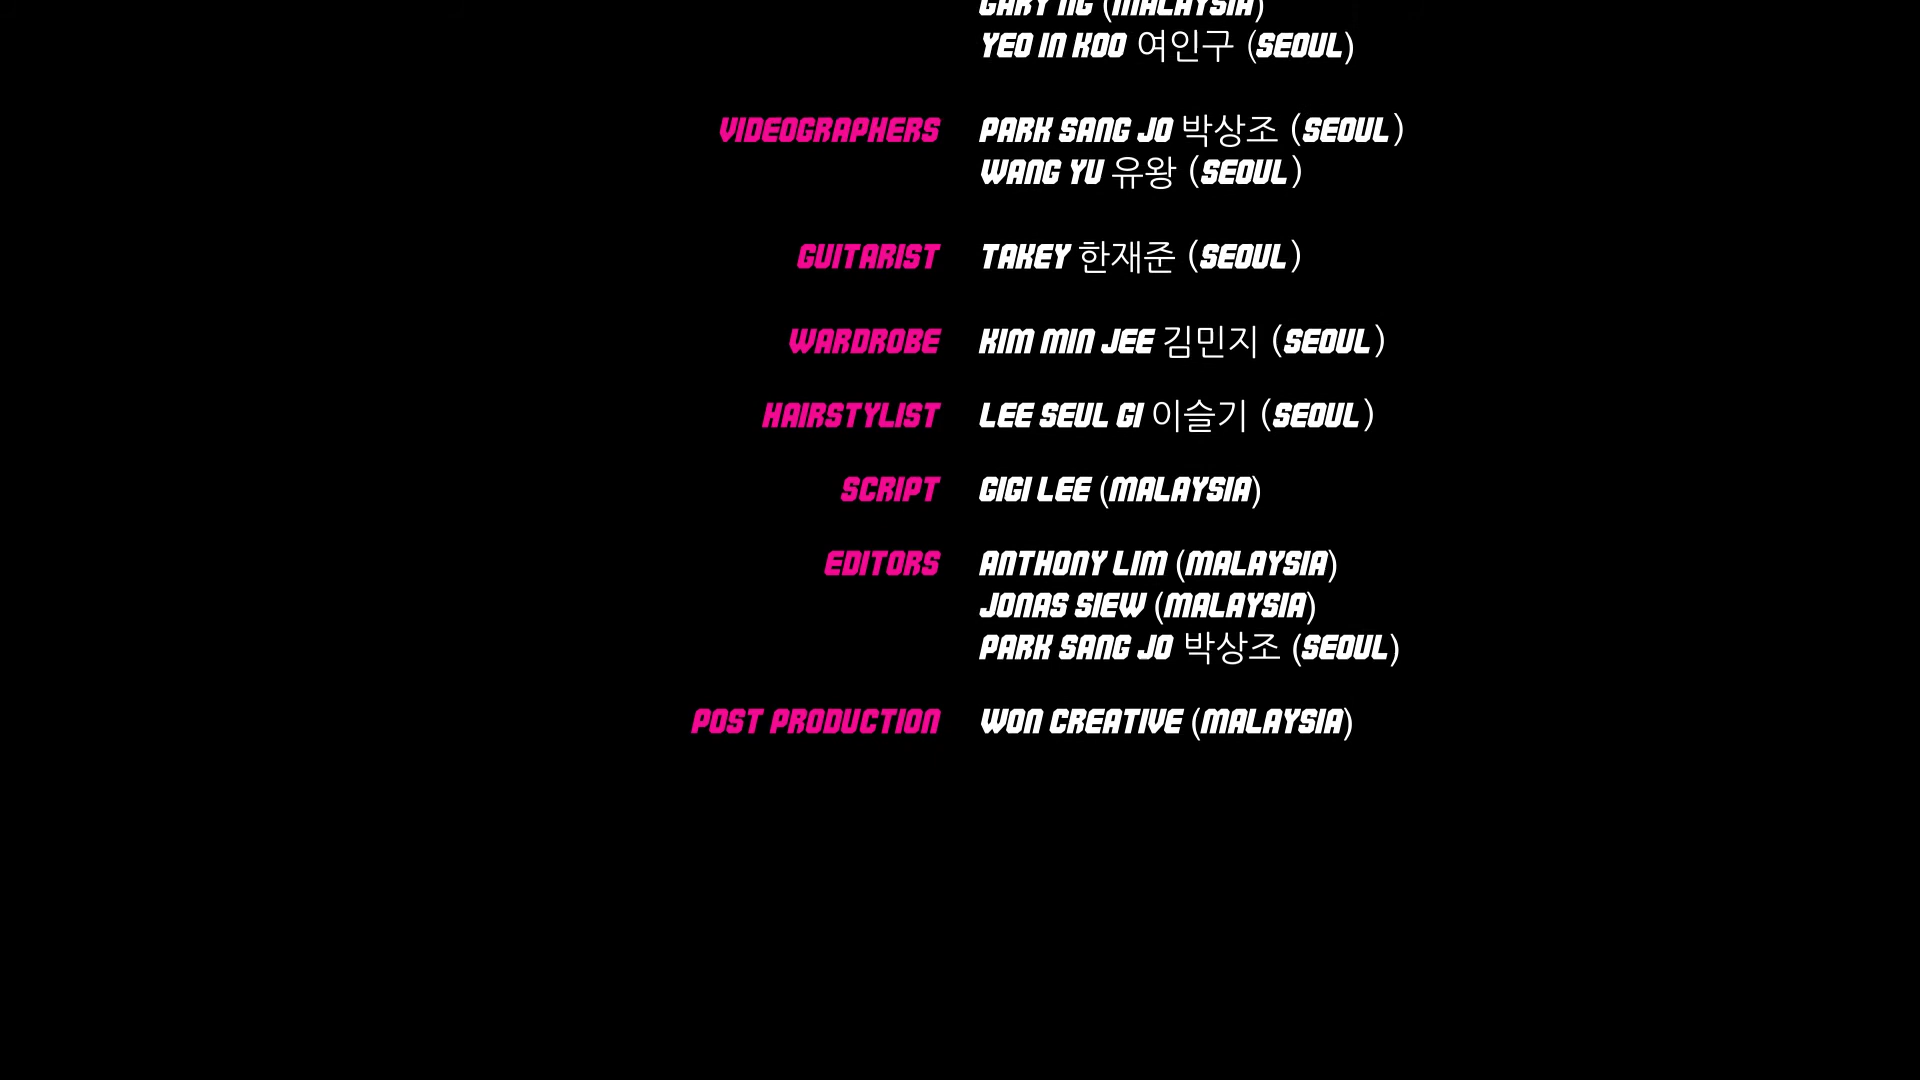 GARY NG (MALAYSIA)
YEO IN KOO 여인구 (SEOUL)
VIDEOGRAPHERS PARK SANG JO 박상조 (SEOUL)
WANG YU 유왕 (SEOUL)
GUITARIST TAKEY 한재준 (SEOUL)
WARDROBE KIM MIN JEE 김민지 (SEOUL)
HAIRSTYLIST LEE SEUL GI 이슬기 (SEOUL)
SCRIPT GIGI LEE (MALAYSIA)
EDITORS ANTHONY LIM (MALAYSIA)
JONAS SIEW (MALAYSIA)
PARK SANG JO 박상조 (SEOUL)
POST PRODUCTION WON CREATIVE (MALAYSIA)